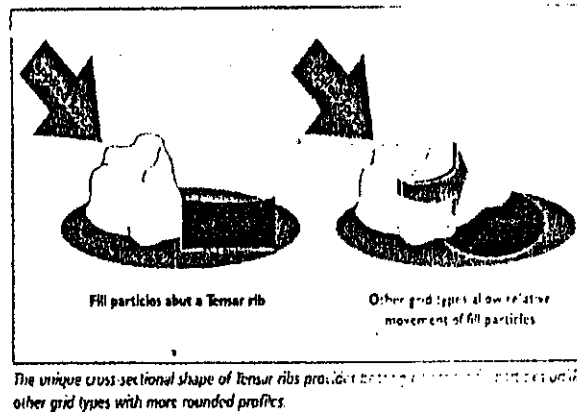 Fill particles abut a Tensar rib
Other grid types allow relative
movement of fill particles
The unique cross-sectional shape of Tensar ribs provides
other grid types with more rounded profiles.